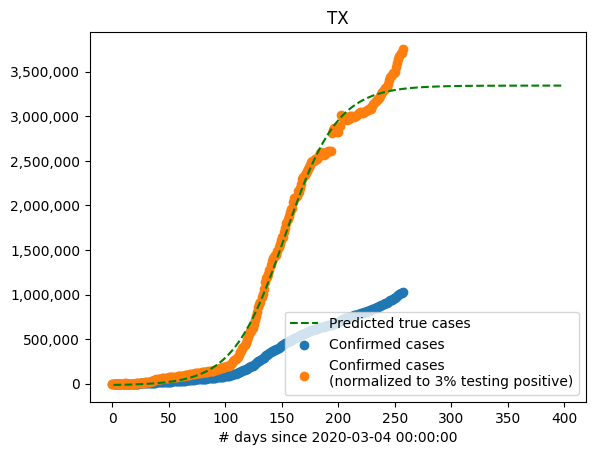 TX
3,500,000
3,000,000
2,500,000
2,000,000
1,500,000
1,000,000
500,000
0
Predicted true cases
Confirmed cases
Confirmed cases
(normalized to 3% testing positive)
0 50 100 150 200 250 300 350 400
# days since 2020-03-04 00:00:00